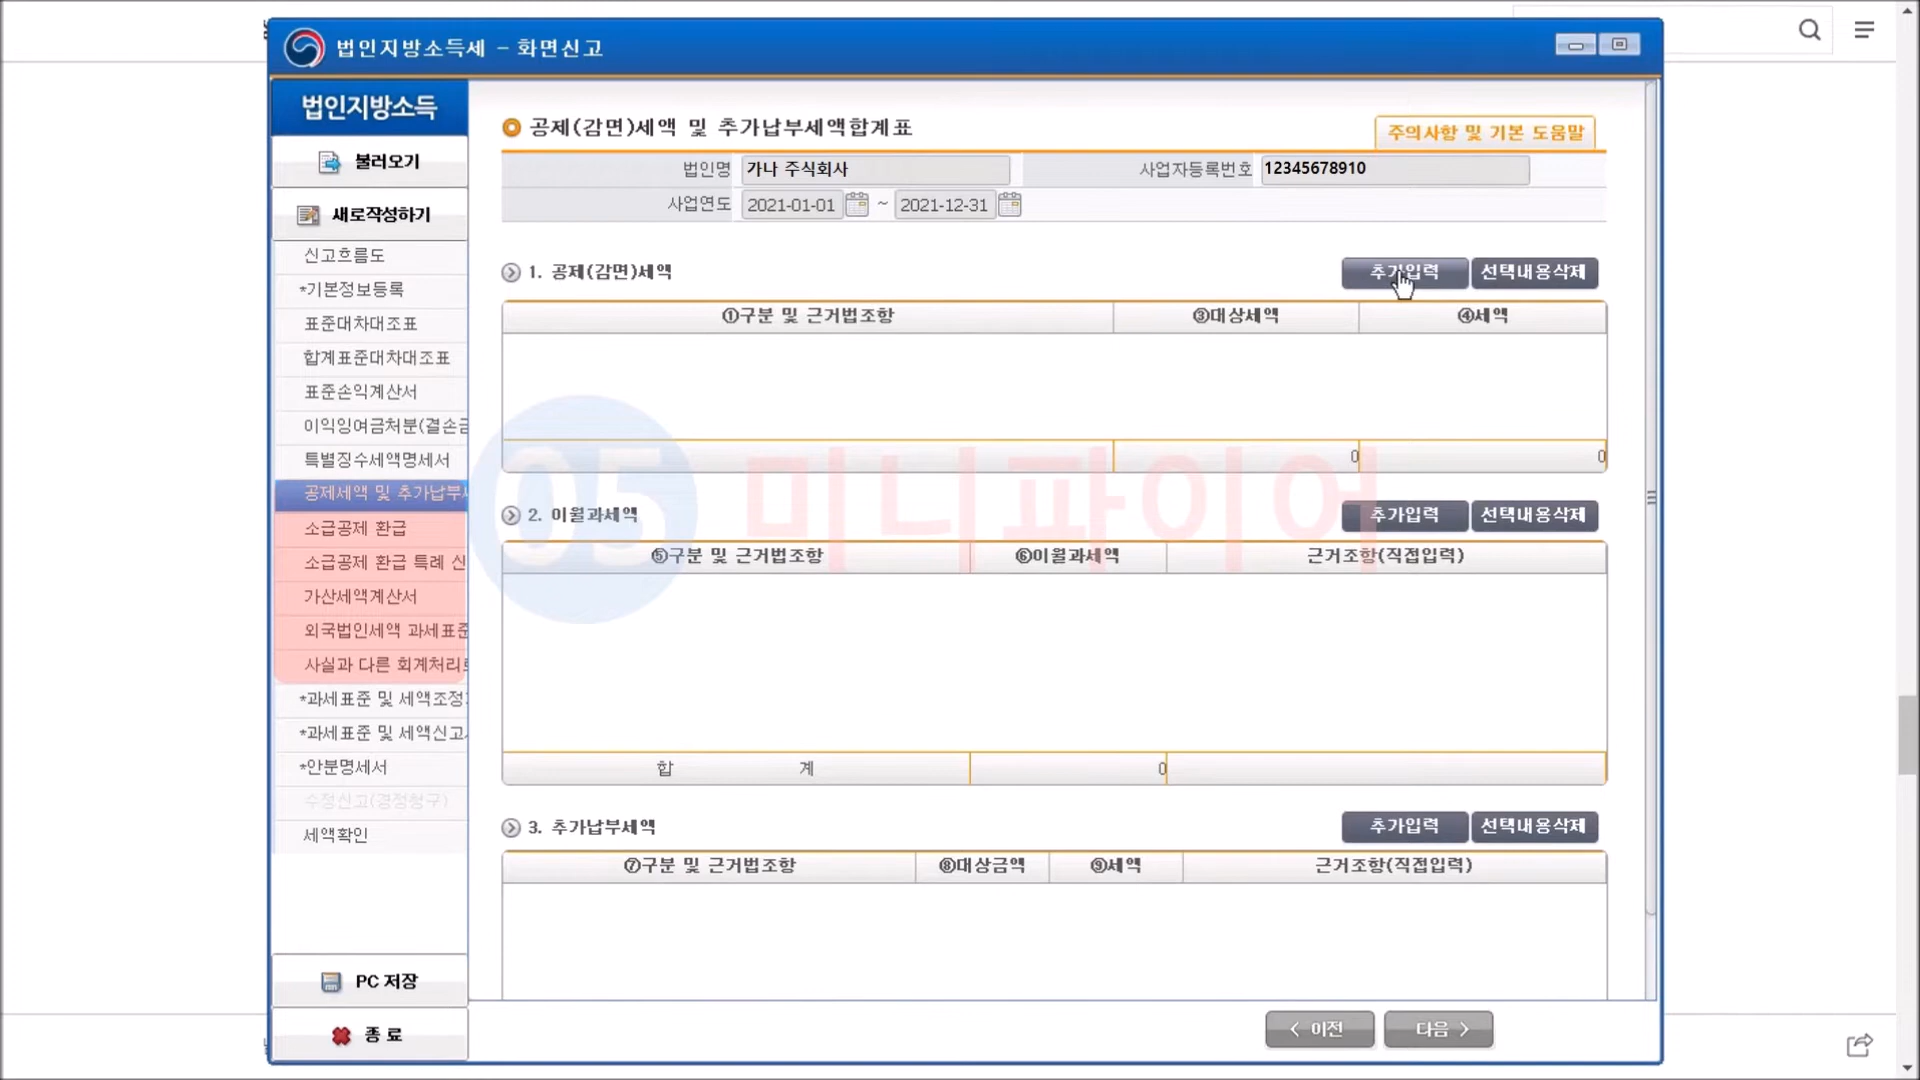 법인지방소득세 - 화면신고
법인지방소득
불러오기
새로작성하기
신고흐름도
*기본정보등록
표준대차대조표
합계표준대차대조표
표준손익계산서
이익잉여금처분(결손금
특별징수세액명세서
공제세액 및 추가납부세
소급공제 환급
소급공제 환급 특례 신
가산세액계산서
외국법인세액 과세표준
사실과 다른 회계처리로
*과세표준 및 세액조정
*과세표준 및 세액신고
*안분명세서
수정신고(경정청구)
세액확인
PC 저장
종 료
공제(감면)세액 및 추가납부세액합계표
주의사항 및 기본 도움말
법인명 가나 주식회사 사업자등록번호 12345678910
사업연도 2021-01-01 ~ 2021-12-31
1. 공제(감면)세액 추가입력 선택내용삭제
①구분 및 근거법조항 ③대상세액 ④세액
0 0
05 미니파이어
2. 이월과세액 추가입력 선택내용삭제
⑤구분 및 근거법조항 ⑥이월과세액 근거조항(직접입력)
합 계 0
3. 추가납부세액 추가입력 선택내용삭제
⑦구분 및 근거법조항 ⑧대상금액 ⑨세액 근거조항(직접입력)
< 이전 다음 >